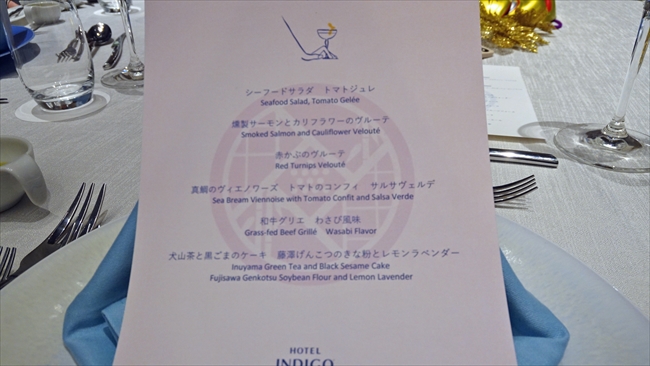 シーフードサラダ　トマトジュレ
Seafood Salad, Tomato Gelée
燻製サーモンとカリフラワーのヴルーテ
Smoked Salmon and Cauliflower Velouté
赤かぶのヴルーテ
Red Turnips Velouté
真鯛のヴィエノワーズ　トマトのコンフィ　サルサヴェルデ
Sea Bream Viennoise with Tomato Confit and Salsa Verde
和牛グリエ　わさび風味
Grass-fed Beef Grillé　Wasabi Flavor
犬山茶と黒ごまのケーキ　藤澤げんこつのきな粉とレモンラベンダー
Inuyama Green Tea and Black Sesame Cake
Fujisawa Genkotsu Soybean Flour and Lemon Lavender
HOTEL
INDIGO